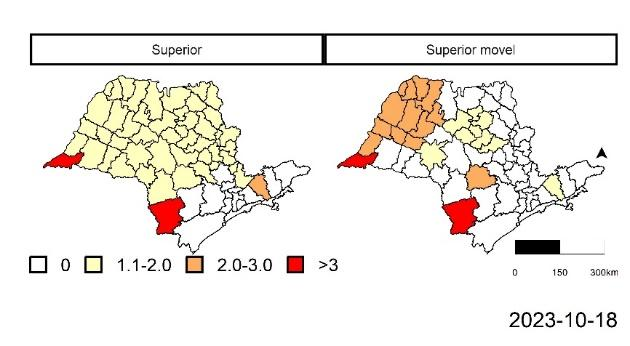 Superior
Superior movel
0 1.1-2.0 2.0-3.0 >3
0 150 300km
2023-10-18